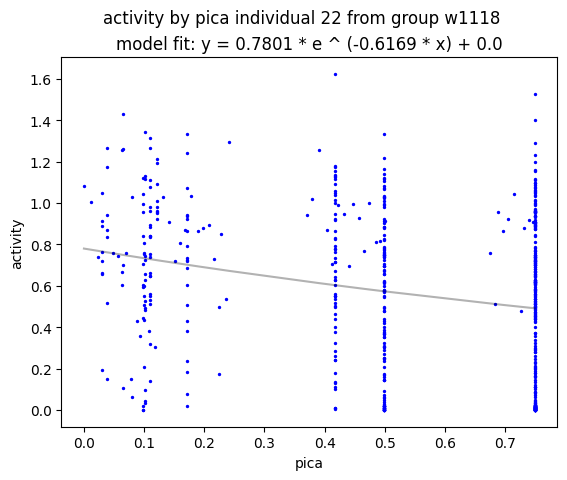 activity by pica individual 22 from group w1118
model fit: y = 0.7801 * e ^ (-0.6169 * x) + 0.0
1.6
1.4
1.2
1.0
0.8
0.6
0.4
0.2
0.0
activity
0.0 0.1 0.2 0.3 0.4 0.5 0.6 0.7
pica